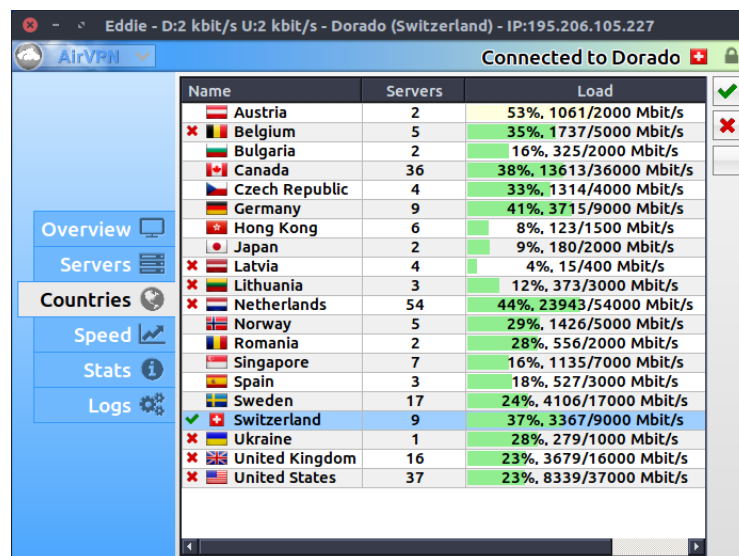 Eddie - D:2 kbit/s U:2 kbit/s - Dorado (Switzerland) - IP:195.206.105.227
AirVPN Connected to Dorado
Name Servers Load
Austria 2 53%, 1061/2000 Mbit/s
Belgium 5 35%, 1737/5000 Mbit/s
Bulgaria 2 16%, 325/2000 Mbit/s
Canada 36 38%, 13613/36000 Mbit/s
Czech Republic 4 33%, 1314/4000 Mbit/s
Germany 9 41%, 3715/9000 Mbit/s
Hong Kong 6 8%, 123/1500 Mbit/s
Japan 2 9%, 180/2000 Mbit/s
Latvia 4 4%, 15/400 Mbit/s
Lithuania 3 12%, 373/3000 Mbit/s
Netherlands 54 44%, 23943/54000 Mbit/s
Norway 5 29%, 1426/5000 Mbit/s
Romania 2 28%, 556/2000 Mbit/s
Singapore 7 16%, 1135/7000 Mbit/s
Spain 3 18%, 527/3000 Mbit/s
Sweden 17 24%, 4106/17000 Mbit/s
Switzerland 9 37%, 3367/9000 Mbit/s
Ukraine 1 28%, 279/1000 Mbit/s
United Kingdom 16 23%, 3679/16000 Mbit/s
United States 37 23%, 8339/37000 Mbit/s
Overview
Servers
Countries
Speed
Stats
Logs